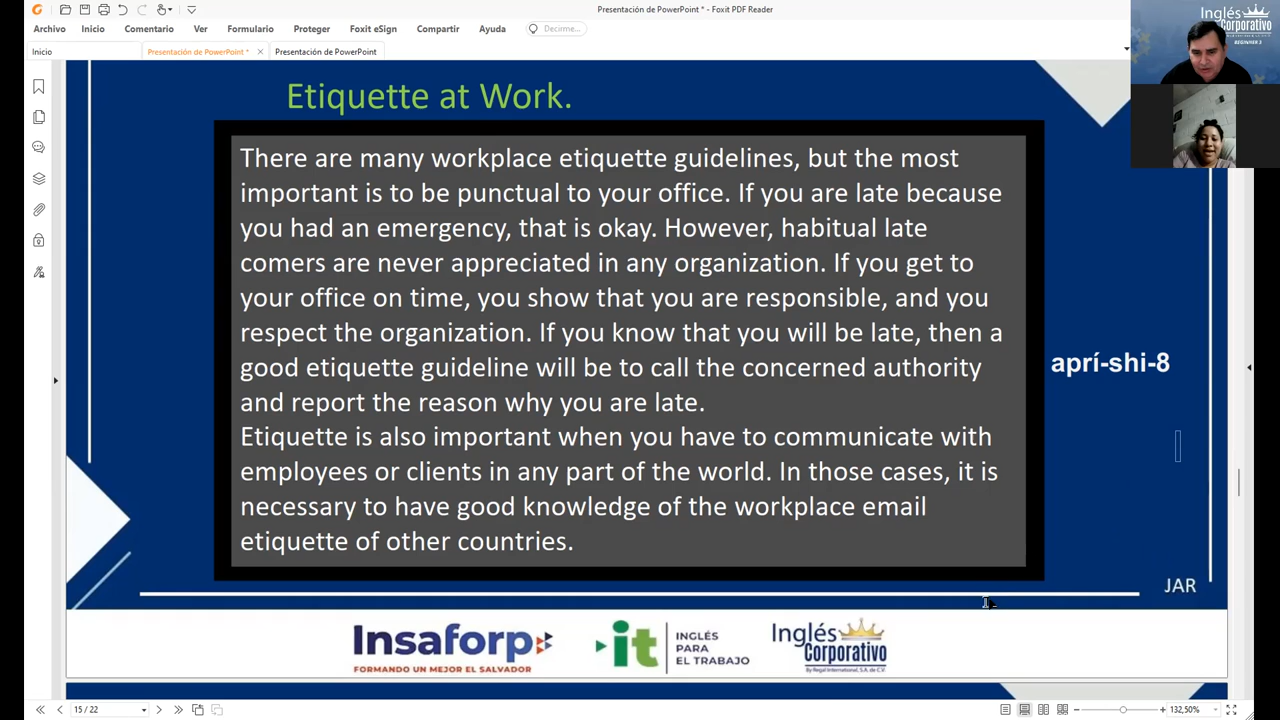 Presentación de PowerPoint * - Foxit PDF Reader
Archivo Inicio Comentario Ver Formulario Proteger Foxit eSign Compartir Ayuda Decirme...
Inicio Presentación de PowerPoint * Presentación de PowerPoint
Inglés
Corporativo
BEGINNER 2
Etiquette at Work.
There are many workplace etiquette guidelines, but the most
important is to be punctual to your office. If you are late because
you had an emergency, that is okay. However, habitual late
comers are never appreciated in any organization. If you get to
your office on time, you show that you are responsible, and you
respect the organization. If you know that you will be late, then a
good etiquette guideline will be to call the concerned authority
and report the reason why you are late.
Etiquette is also important when you have to communicate with
employees or clients in any part of the world. In those cases, it is
necessary to have good knowledge of the workplace email
etiquette of other countries.
aprí-shi-8
JAR
Insaforp
FORMANDO UN MEJOR EL SALVADOR
it INGLÉS
PARA
EL TRABAJO
Inglés
Corporativo
By Regal International, S.A. de C.V.
15 / 22
132,50%